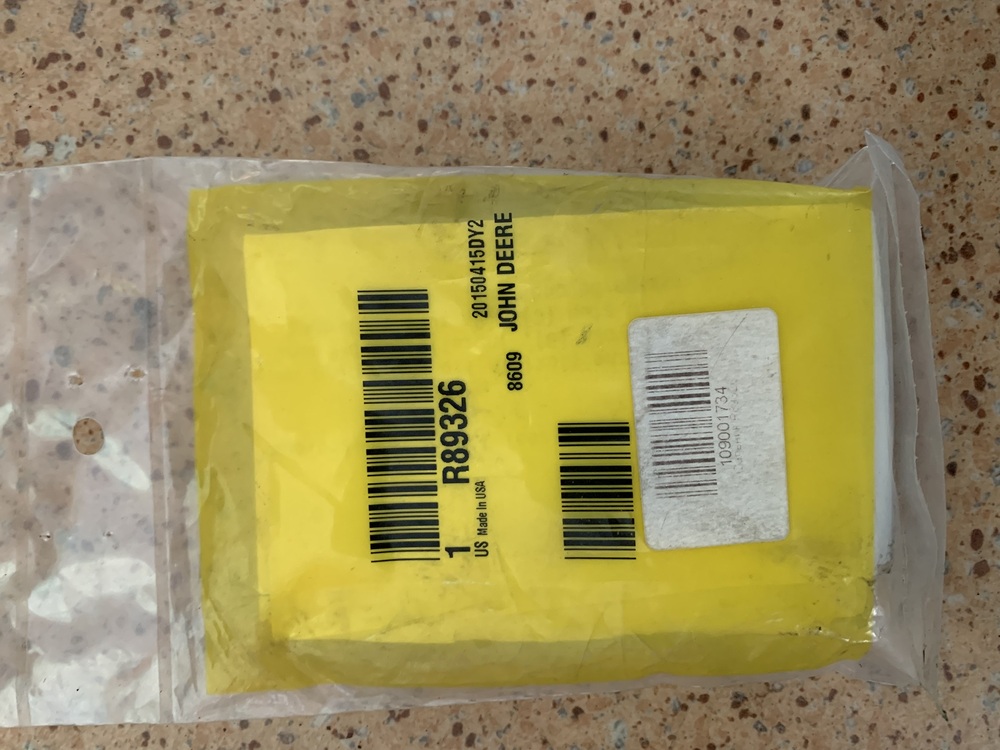 1 R89326
US Made In USA 20150415DY2
8609 JOHN DEERE
109001734